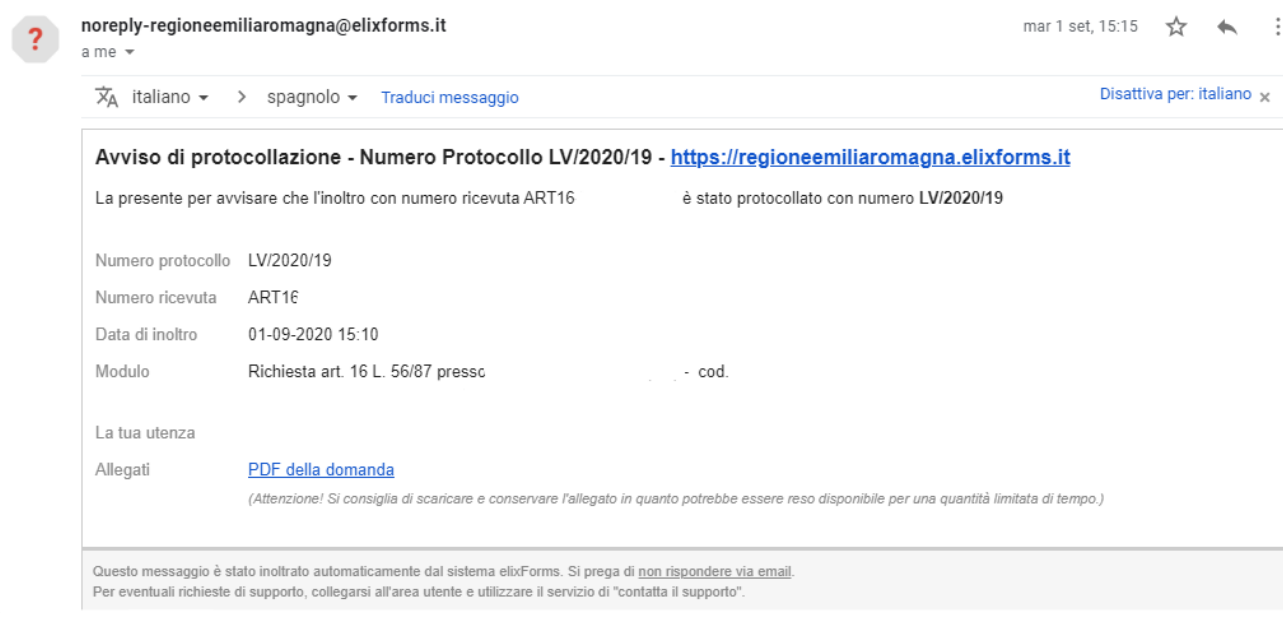 ?
noreply-regioneemiliaromagna@elixforms.it
mar 1 set, 15:15
a me
italiano > spagnolo Traduci messaggio Disattiva per: italiano x
Avviso di protocollazione - Numero Protocollo LV/2020/19 - https://regioneemiliaromagna.elixforms.it
La presente per avvisare che l'inoltro con numero ricevuta ART16 è stato protocollato con numero LV/2020/19
Numero protocollo LV/2020/19
Numero ricevuta ART16
Data di inoltro 01-09-2020 15:10
Modulo Richiesta art. 16 L. 56/87 presso - cod.
La tua utenza
Allegati PDF della domanda
(Attenzione! Si consiglia di scaricare e conservare l'allegato in quanto potrebbe essere reso disponibile per una quantità limitata di tempo.)
Questo messaggio è stato inoltrato automaticamente dal sistema elixForms. Si prega di non rispondere via email.
Per eventuali richieste di supporto, collegarsi all'area utente e utilizzare il servizio di "contatta il supporto".